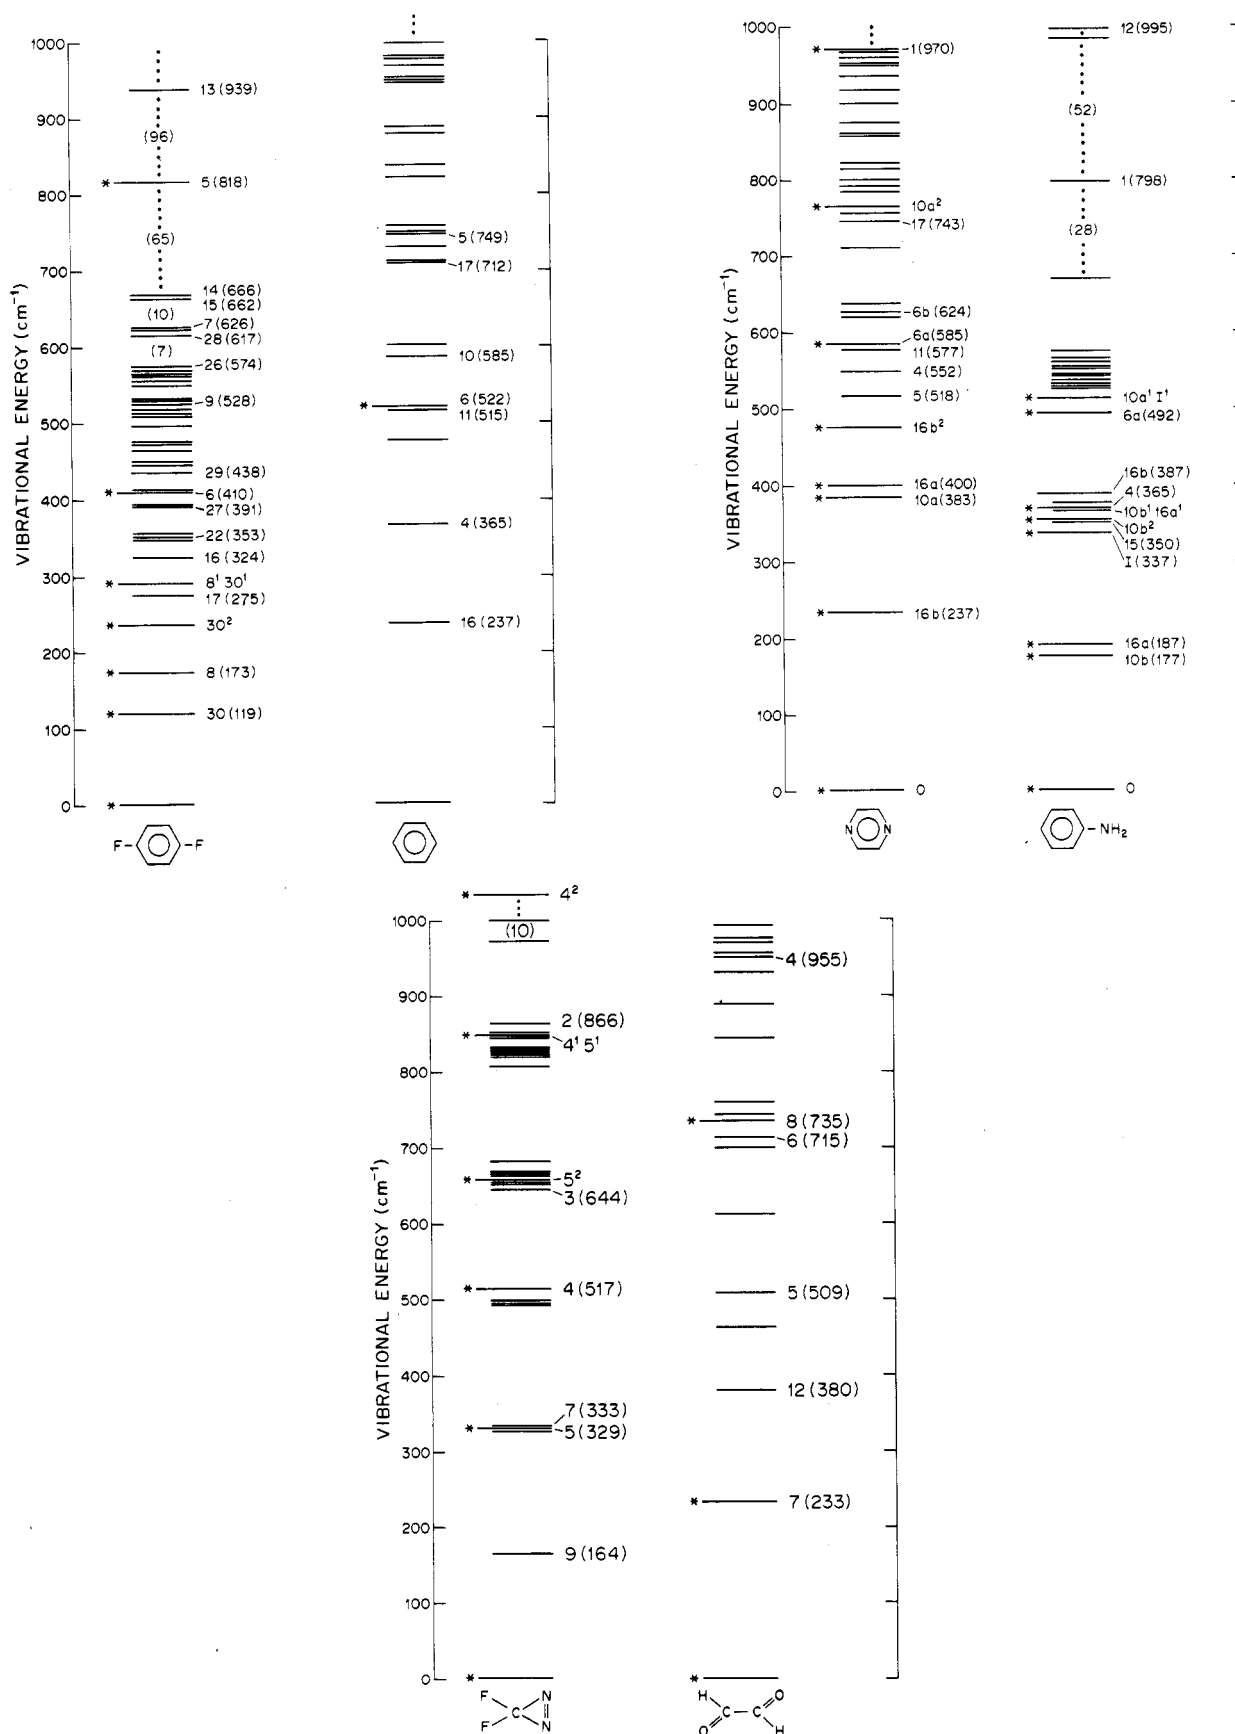 VIBRATIONAL ENERGY (cm⁻¹)
1000
900
800
700
600
500
400
300
200
100
0
13 (939)
(96)
* 5 (818)
(65)
14 (666)
15 (662)
(10)
7 (626)
28 (617)
(7)
26 (574)
9 (528)
29 (438)
* 6 (410)
27 (391)
22 (353)
16 (324)
* 8¹ 30¹
17 (275)
* 30²
* 8 (173)
* 30 (119)
*
F F
5 (749)
17 (712)
10 (585)
* 6 (522)
11 (515)
4 (365)
16 (237)
VIBRATIONAL ENERGY (cm⁻¹)
1000
900
800
700
600
500
400
300
200
100
0
* 1 (970)
* 10a²
17 (743)
6b (624)
* 6a (585)
11 (577)
4 (552)
5 (518)
* 16b²
* 16a (400)
* 10a (383)
* 16b (237)
* 0
N N
12 (995)
(52)
1 (798)
(28)
* 10a¹ I¹
* 6a (492)
16b (387)
4 (365)
* 10b¹ 16a¹
* 10b²
15 (350)
* I (337)
* 16a (187)
* 10b (177)
* 0
NH₂
VIBRATIONAL ENERGY (cm⁻¹)
1000
900
800
700
600
500
400
300
200
100
0
* 4²
(10)
2 (866)
* 4¹ 5¹
* 5²
3 (644)
* 4 (517)
7 (333)
* 5 (329)
9 (164)
*
F N
C
F N
4 (955)
* 8 (735)
6 (715)
5 (509)
12 (380)
* 7 (233)
*
H O
C C
O H